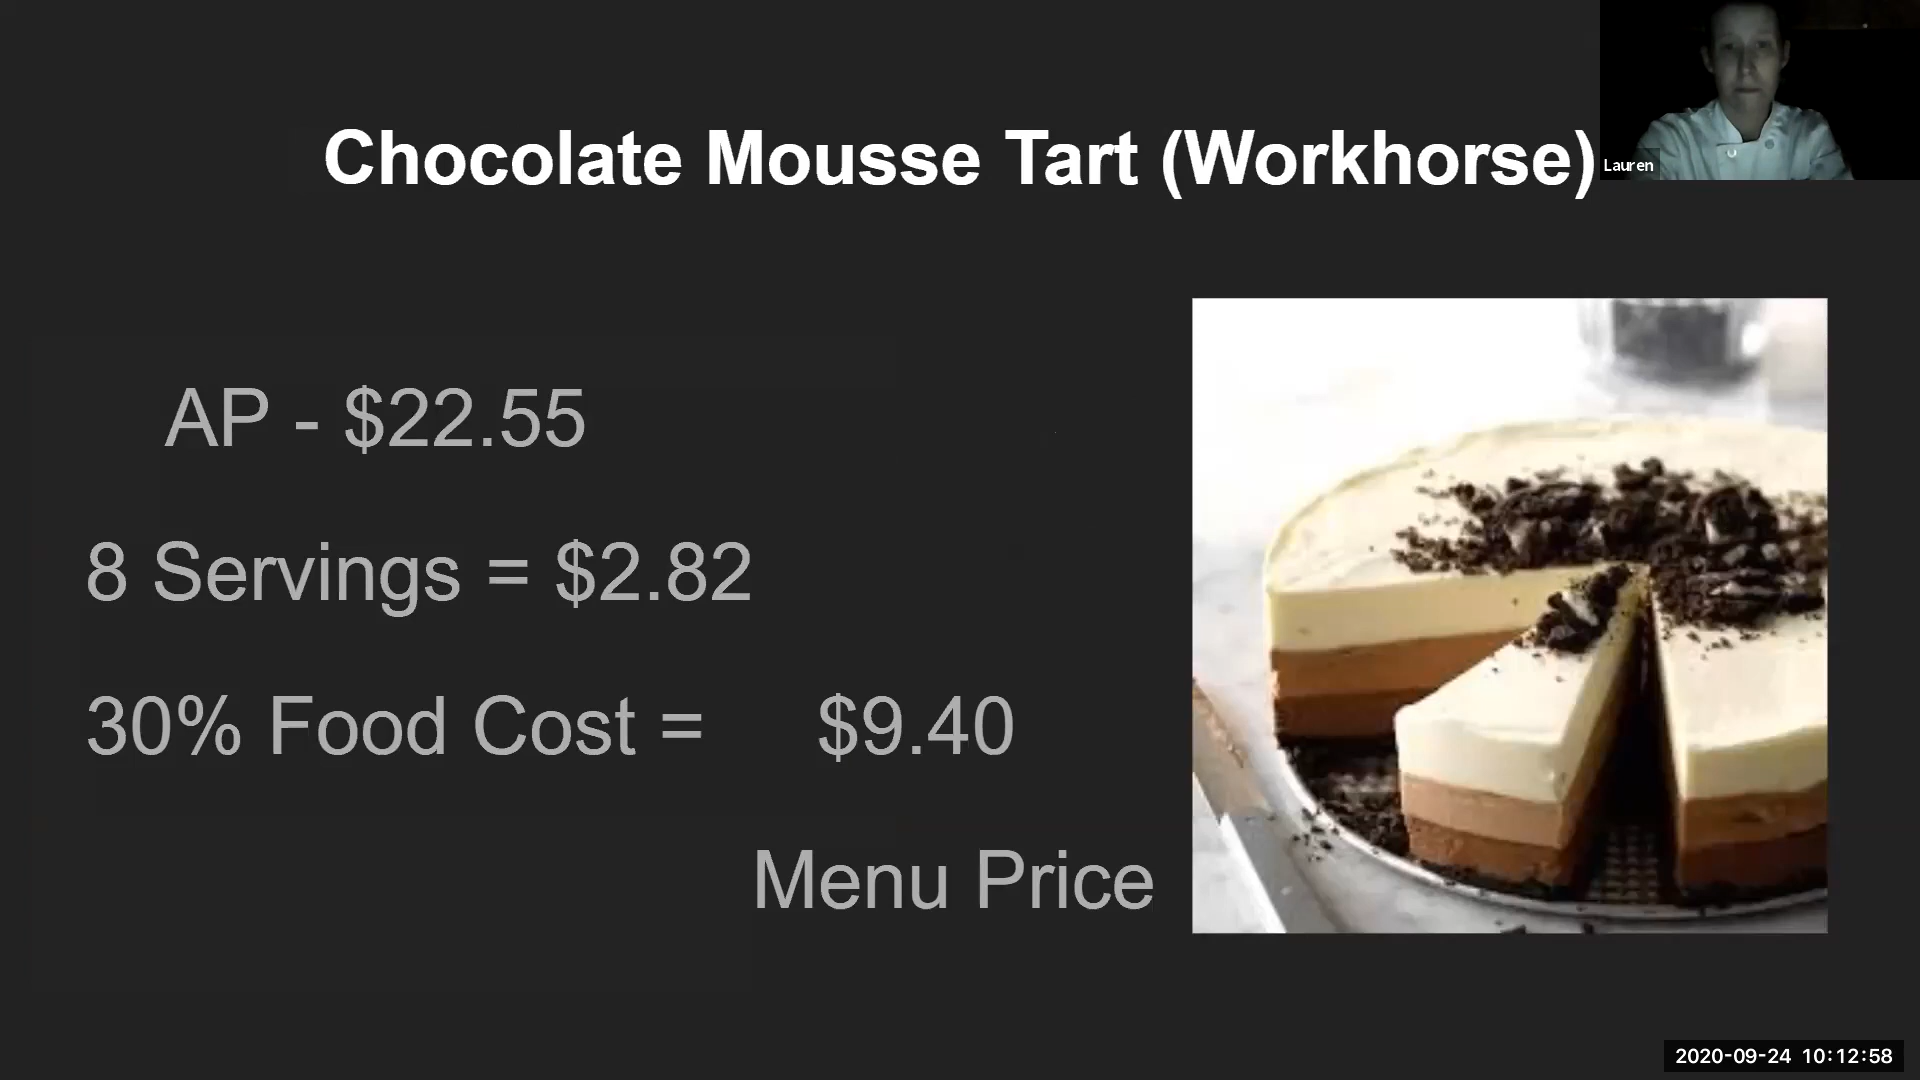 Chocolate Mousse Tart (Workhorse)
Lauren
AP - $22.55
8 Servings = $2.82
30% Food Cost = $9.40
Menu Price
2020-09-24 10:12:58